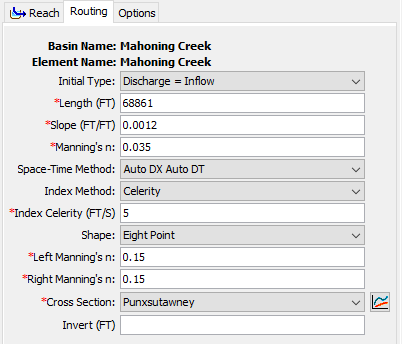 Reach Routing Options
Basin Name: Mahoning Creek
Element Name: Mahoning Creek
Initial Type: Discharge = Inflow
*Length (FT) 68861
*Slope (FT/FT) 0.0012
*Manning's n: 0.035
Space-Time Method: Auto DX Auto DT
Index Method: Celerity
*Index Celerity (FT/S) 5
Shape: Eight Point
*Left Manning's n: 0.15
*Right Manning's n: 0.15
*Cross Section: Punxsutawney
Invert (FT)